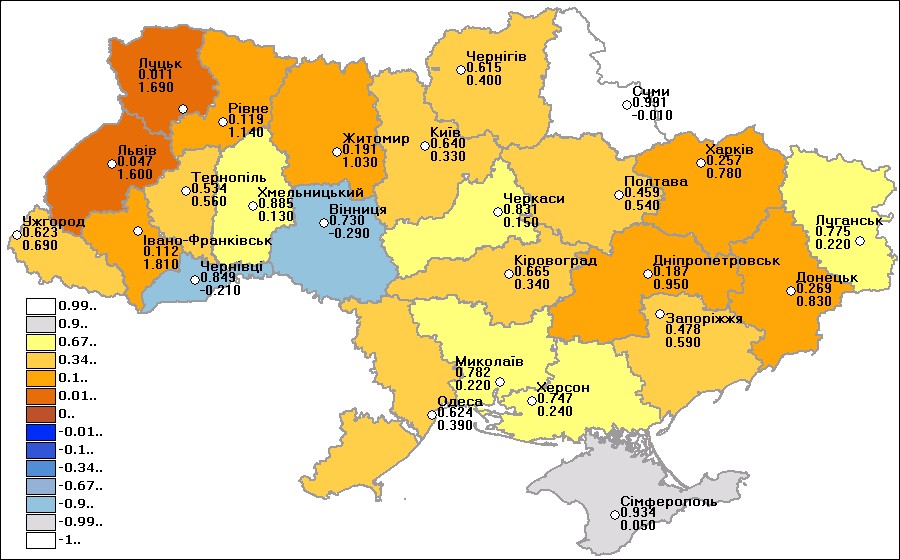 Чернігів
0.615
0.400
Луцьк
0.011
1.690
Суми
0.991
-0.010
Рівне
0.119
1.140
Житомир
0.191
1.030
Київ
0.640
0.330
Харків
0.257
0.780
Львів
0.047
1.600
Тернопіль
0.534
0.560
Хмельницький
0.885
0.130
Полтава
0.459
0.540
Черкаси
0.831
0.150
Вінниця
0.730
-0.290
Ужгород
0.623
0.690
Луганськ
0.775
0.220
Івано-Франківськ
0.112
1.810
Чернівці
0.849
-0.210
Кіровоград
0.665
0.340
Дніпропетровськ
0.187
0.950
Донецьк
0.269
0.830
Запоріжжя
0.478
0.590
Миколаїв
0.782
0.220
Херсон
0.747
0.240
Одеса
0.624
0.390
Сімферополь
0.934
0.050
0.99..
0.9..
0.67..
0.34..
0.1..
0.01..
0..
-0.01..
-0.1..
-0.34..
-0.67..
-0.9..
-0.99..
-1..